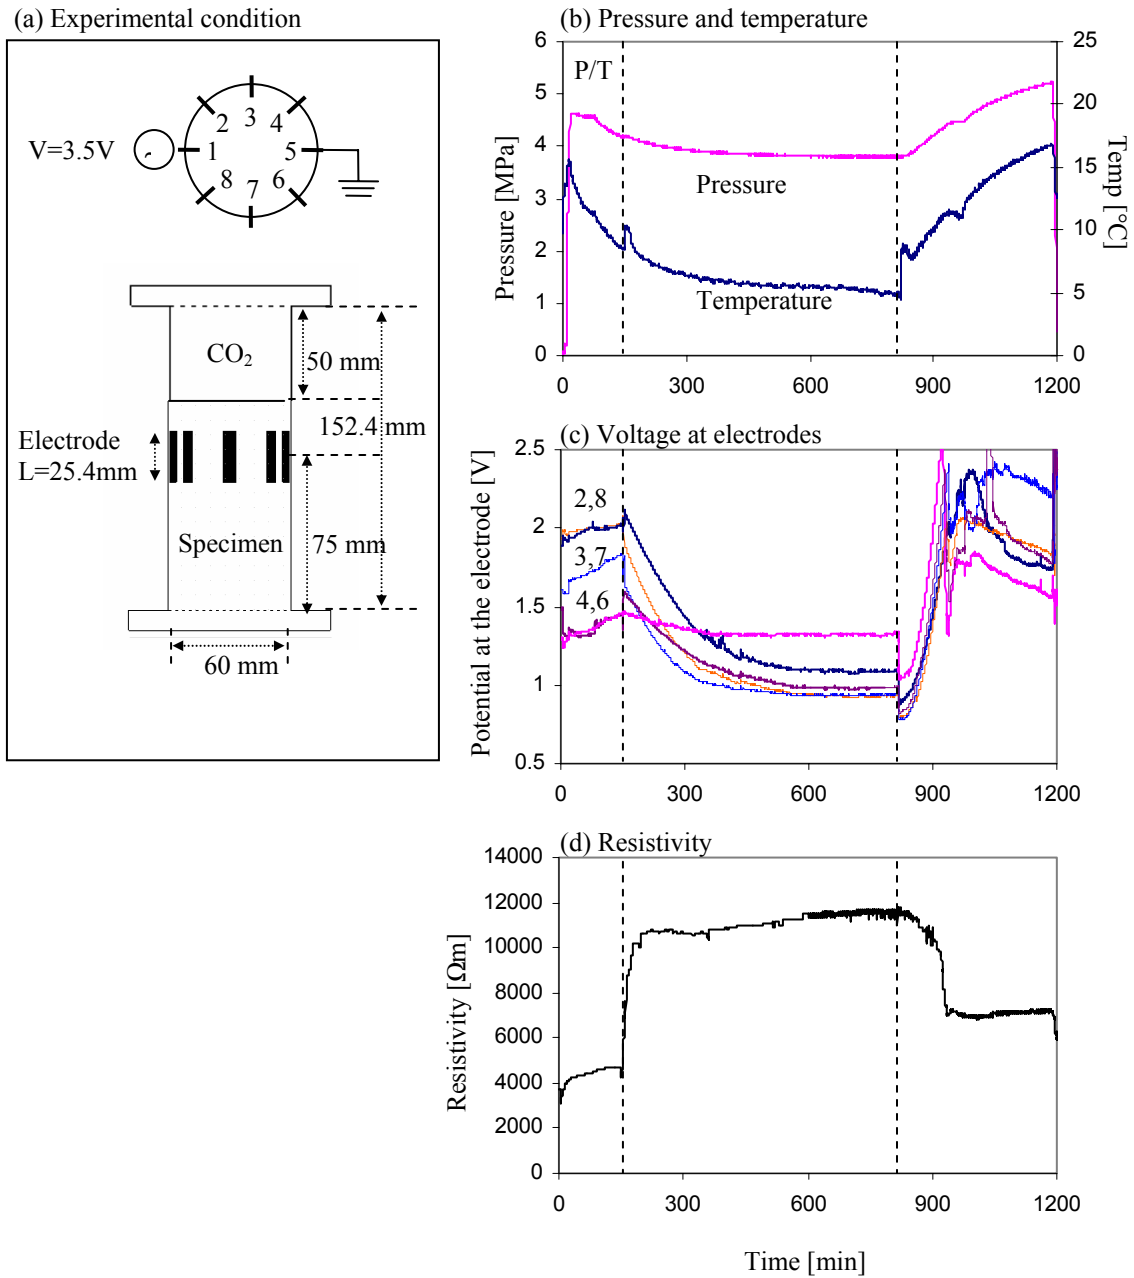 (a) Experimental condition
V=3.5V
1
2
3
4
5
6
7
8
CO2
50 mm
152.4 mm
Electrode
L=25.4mm
Specimen
75 mm
60 mm
(b) Pressure and temperature
P/T
Pressure
Temperature
Pressure [MPa]
6
5
4
3
2
1
0
Temp [°C]
25
20
15
10
5
0
0 300 600 900 1200
(c) Voltage at electrodes
2,8
3,7
4,6
Potential at the electrode [V]
2.5
2
1.5
1
0.5
0 300 600 900 1200
(d) Resistivity
Resistivity [Ωm]
14000
12000
10000
8000
6000
4000
2000
0
0 300 600 900 1200
Time [min]